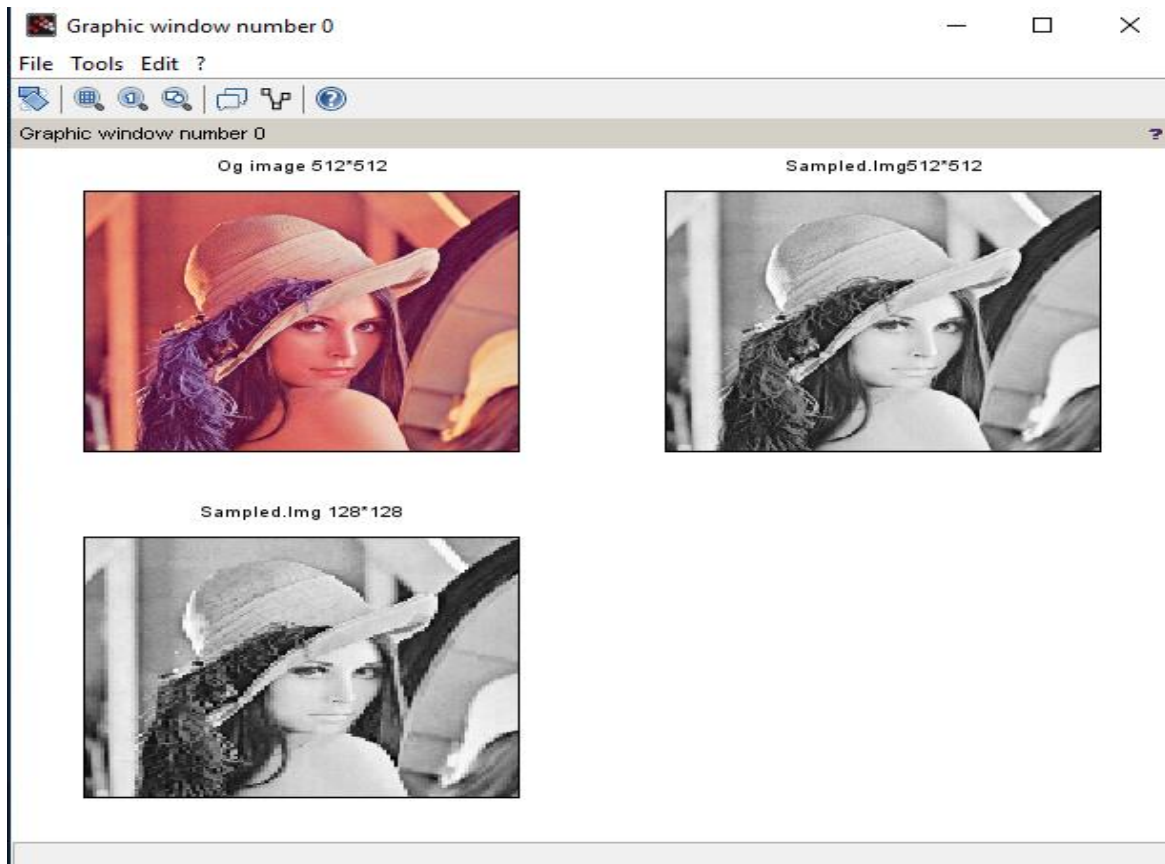 Graphic window number 0
File Tools Edit ?
Graphic window number 0 ?
Og image 512*512
Sampled.Img512*512
Sampled.Img 128*128